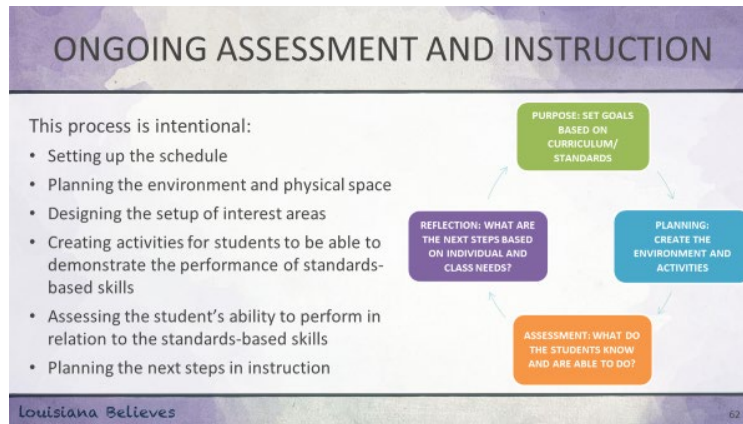 ONGOING ASSESSMENT AND INSTRUCTION
This process is intentional:
• Setting up the schedule
• Planning the environment and physical space
• Designing the setup of interest areas
• Creating activities for students to be able to
demonstrate the performance of standards-
based skills
• Assessing the student's ability to perform in
relation to the standards-based skills
• Planning the next steps in instruction
PURPOSE: SET GOALS
BASED ON
CURRICULUM/
STANDARDS
PLANNING:
CREATE THE
ENVIRONMENT AND
ACTIVITIES
ASSESSMENT: WHAT DO
THE STUDENTS KNOW
AND ARE ABLE TO DO?
REFLECTION: WHAT ARE
THE NEXT STEPS BASED
ON INDIVIDUAL AND
CLASS NEEDS?
Louisiana Believes
62